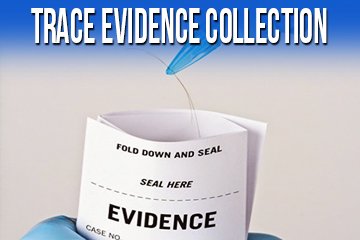 TRACE EVIDENCE COLLECTION
FOLD DOWN AND SEAL
SEAL HERE
EVIDENCE
CASE NO